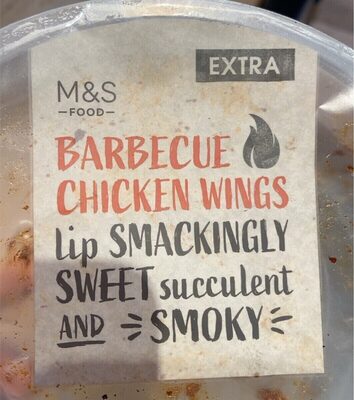 EXTRA
M&S
—FOOD—
BARBECUE
CHICKEN WINGS
lip SMACKINGLY
SWEET succulent
AND SMOKY